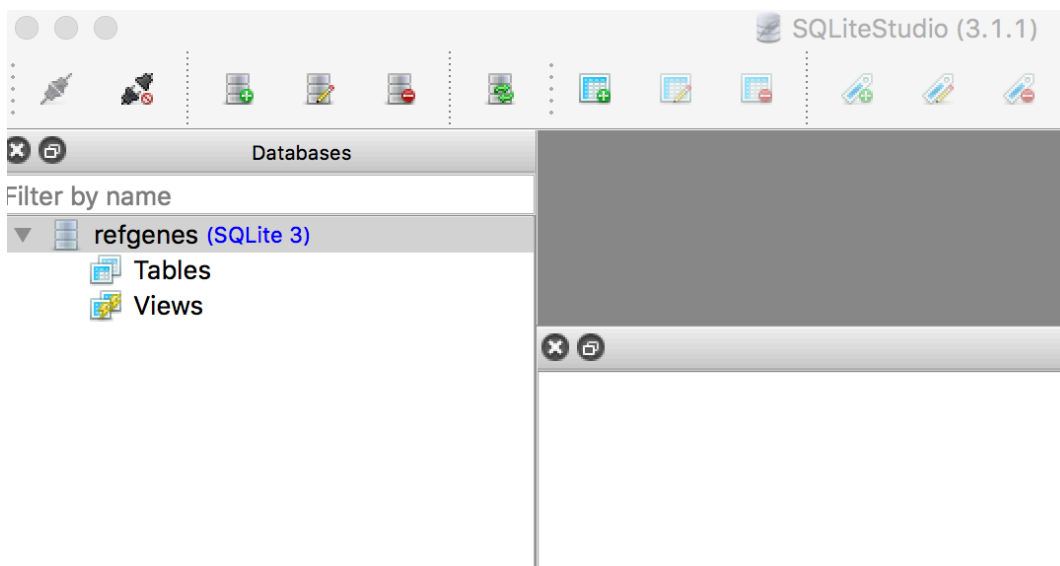 SQLiteStudio (3.1.1)
Databases
Filter by name
refgenes (SQLite 3)
Tables
Views